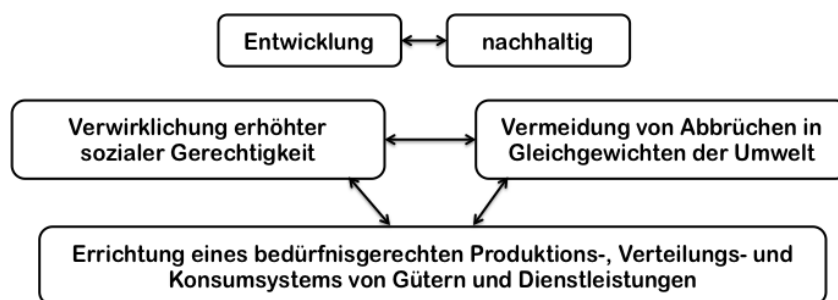 Entwicklung
nachhaltig
Verwirklichung erhöhter
sozialer Gerechtigkeit
Vermeidung von Abbrüchen in
Gleichgewichten der Umwelt
Errichtung eines bedürfnisgerechten Produktions-, Verteilungs- und
Konsumsystems von Gütern und Dienstleistungen